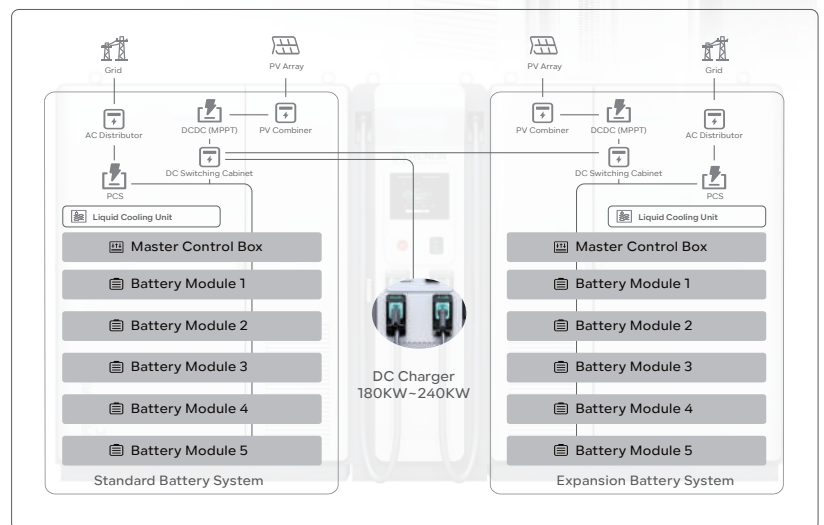 Grid
PV Array
AC Distributor
DCDC (MPPT)
PV Combiner
DC Switching Cabinet
PCS
Liquid Cooling Unit
Master Control Box
Battery Module 1
Battery Module 2
Battery Module 3
Battery Module 4
Battery Module 5
Standard Battery System
DC Charger
180KW~240KW
PV Array
Grid
PV Combiner
DCDC (MPPT)
AC Distributor
DC Switching Cabinet
PCS
Liquid Cooling Unit
Master Control Box
Battery Module 1
Battery Module 2
Battery Module 3
Battery Module 4
Battery Module 5
Expansion Battery System